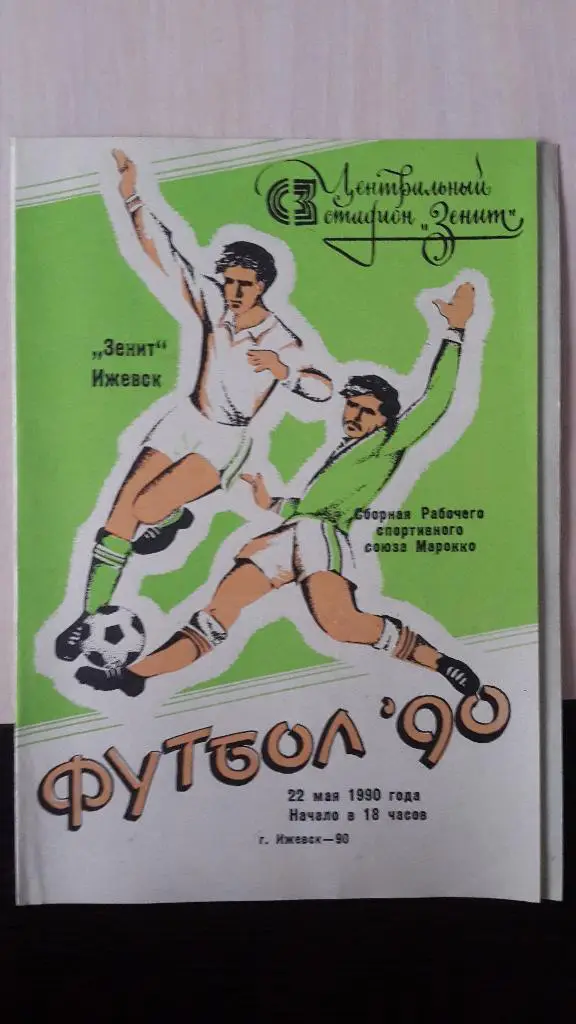 СЗ Центральный
стадион „Зенит“
„Зенит“
Ижевск
Сборная Рабочего
спортивного
союза Марокко
ФУТБОЛ '90
22 мая 1990 года
Начало в 18 часов
г. Ижевск—90